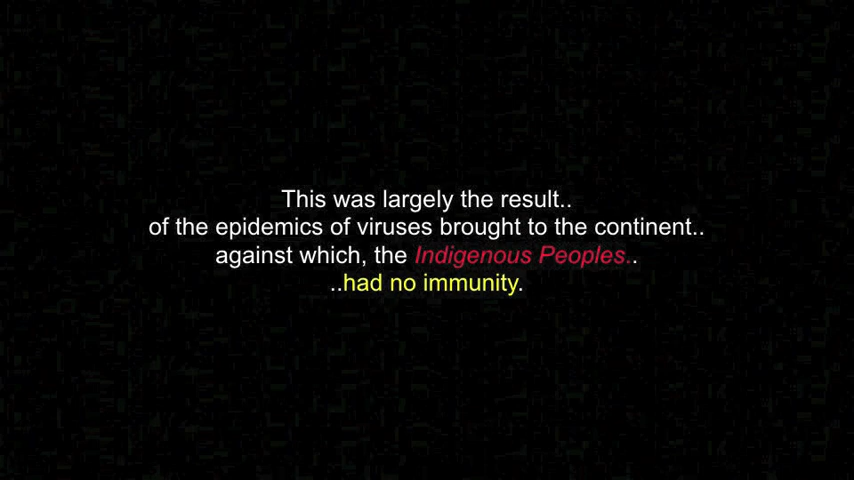 This was largely the result..
of the epidemics of viruses brought to the continent..
against which, the Indigenous Peoples..
..had no immunity.